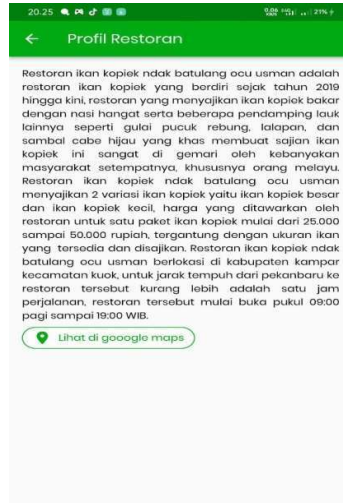 20.25
21%
Profil Restoran
Restoran ikan kopiek ndak batulang ocu usman adalah
restoran ikan kopiek yang berdiri sejak tahun 2019
hingga kini, restoran yang menyajikan ikan kopiek bakar
dengan nasi hangat serta beberapa pendamping lauk
lainnya seperti gulai pucuk rebung, lalapan, dan
sambal cabe hijau yang khas membuat sajian ikan
kopiek ini sangat di gemari oleh kebanyakan
masyarakat setempatnya, khususnya orang melayu.
Restoran ikan kopiek ndak batulang ocu usman
menyajikan 2 variasi ikan kopiek yaitu ikan kopiek besar
dan ikan kopiek kecil, harga yang ditawarkan oleh
restoran untuk satu paket ikan kopiek mulai dari 25.000
sampai 50.000 rupiah, tergantung dengan ukuran ikan
yang tersedia dan disajikan. Restoran ikan kopiek ndak
batulang ocu usman berlokasi di kabupaten kampar
kecamatan kuok, untuk jarak tempuh dari pekanbaru ke
restoran tersebut kurang lebih adalah satu jam
perjalanan, restoran tersebut mulai buka pukul 09:00
pagi sampai 19:00 WIB.
Lihat di gooogle maps